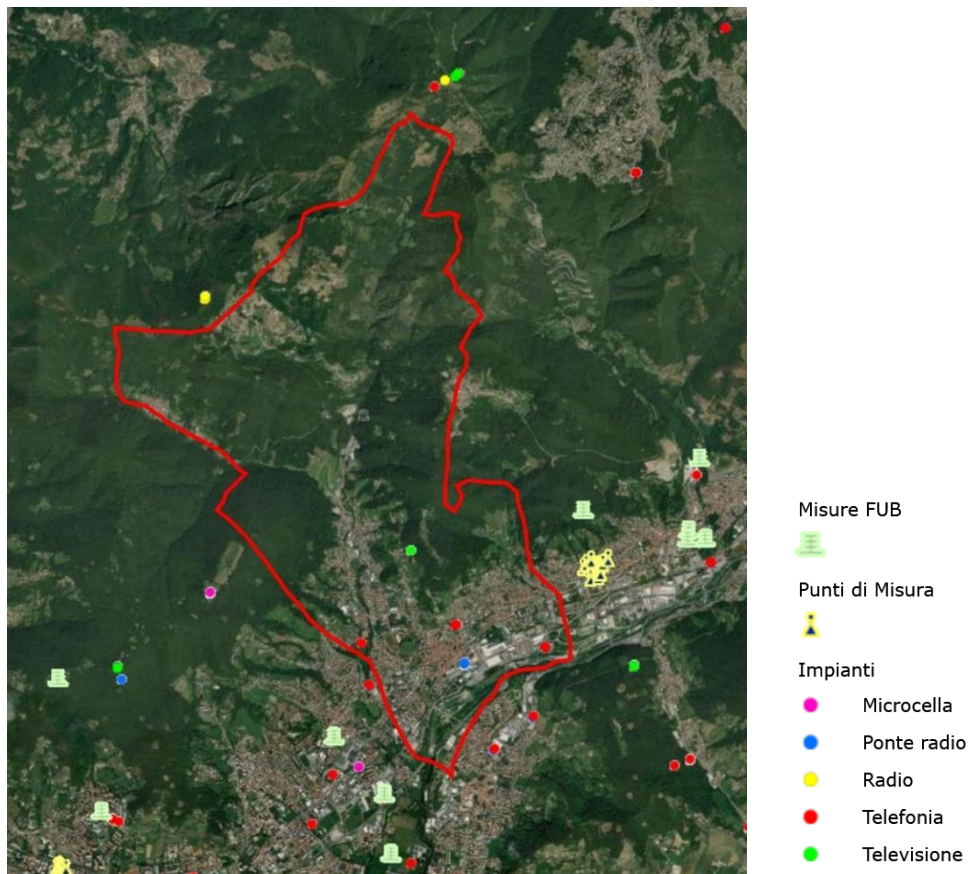 Misure FUB
Punti di Misura
Impianti
Microcella
Ponte radio
Radio
Telefonia
Televisione